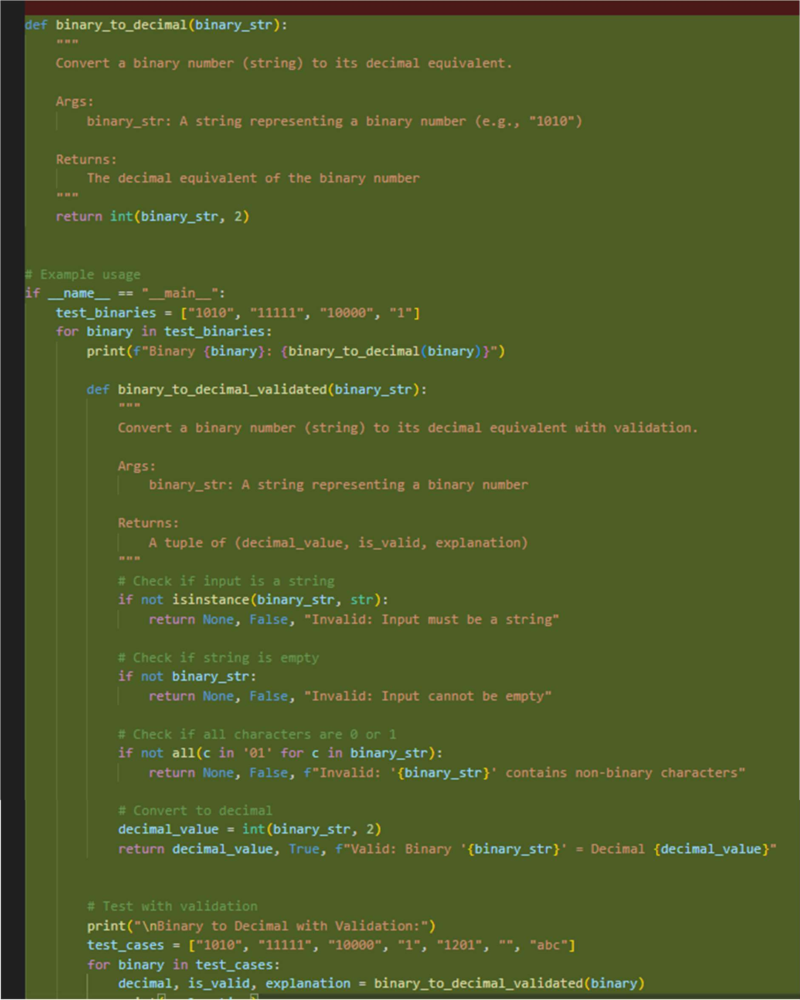 def binary_to_decimal(binary_str):
    """
    Convert a binary number (string) to its decimal equivalent.

    Args:
        binary_str: A string representing a binary number (e.g., "1010")

    Returns:
        The decimal equivalent of the binary number
    """
    return int(binary_str, 2)


# Example usage
if __name__ == "__main__":
    test_binaries = ["1010", "11111", "10000", "1"]
    for binary in test_binaries:
        print(f"Binary {binary}: {binary_to_decimal(binary)}")

        def binary_to_decimal_validated(binary_str):
            """
            Convert a binary number (string) to its decimal equivalent with validation.

            Args:
                binary_str: A string representing a binary number

            Returns:
                A tuple of (decimal_value, is_valid, explanation)
            """
            # Check if input is a string
            if not isinstance(binary_str, str):
                return None, False, "Invalid: Input must be a string"

            # Check if string is empty
            if not binary_str:
                return None, False, "Invalid: Input cannot be empty"

            # Check if all characters are 0 or 1
            if not all(c in '01' for c in binary_str):
                return None, False, f"Invalid: '{binary_str}' contains non-binary characters"

            # Convert to decimal
            decimal_value = int(binary_str, 2)
            return decimal_value, True, f"Valid: Binary '{binary_str}' = Decimal {decimal_value}"


        # Test with validation
        print("\nBinary to Decimal with Validation:")
        test_cases = ["1010", "11111", "10000", "1", "1201", "", "abc"]
        for binary in test_cases:
            decimal, is_valid, explanation = binary_to_decimal_validated(binary)